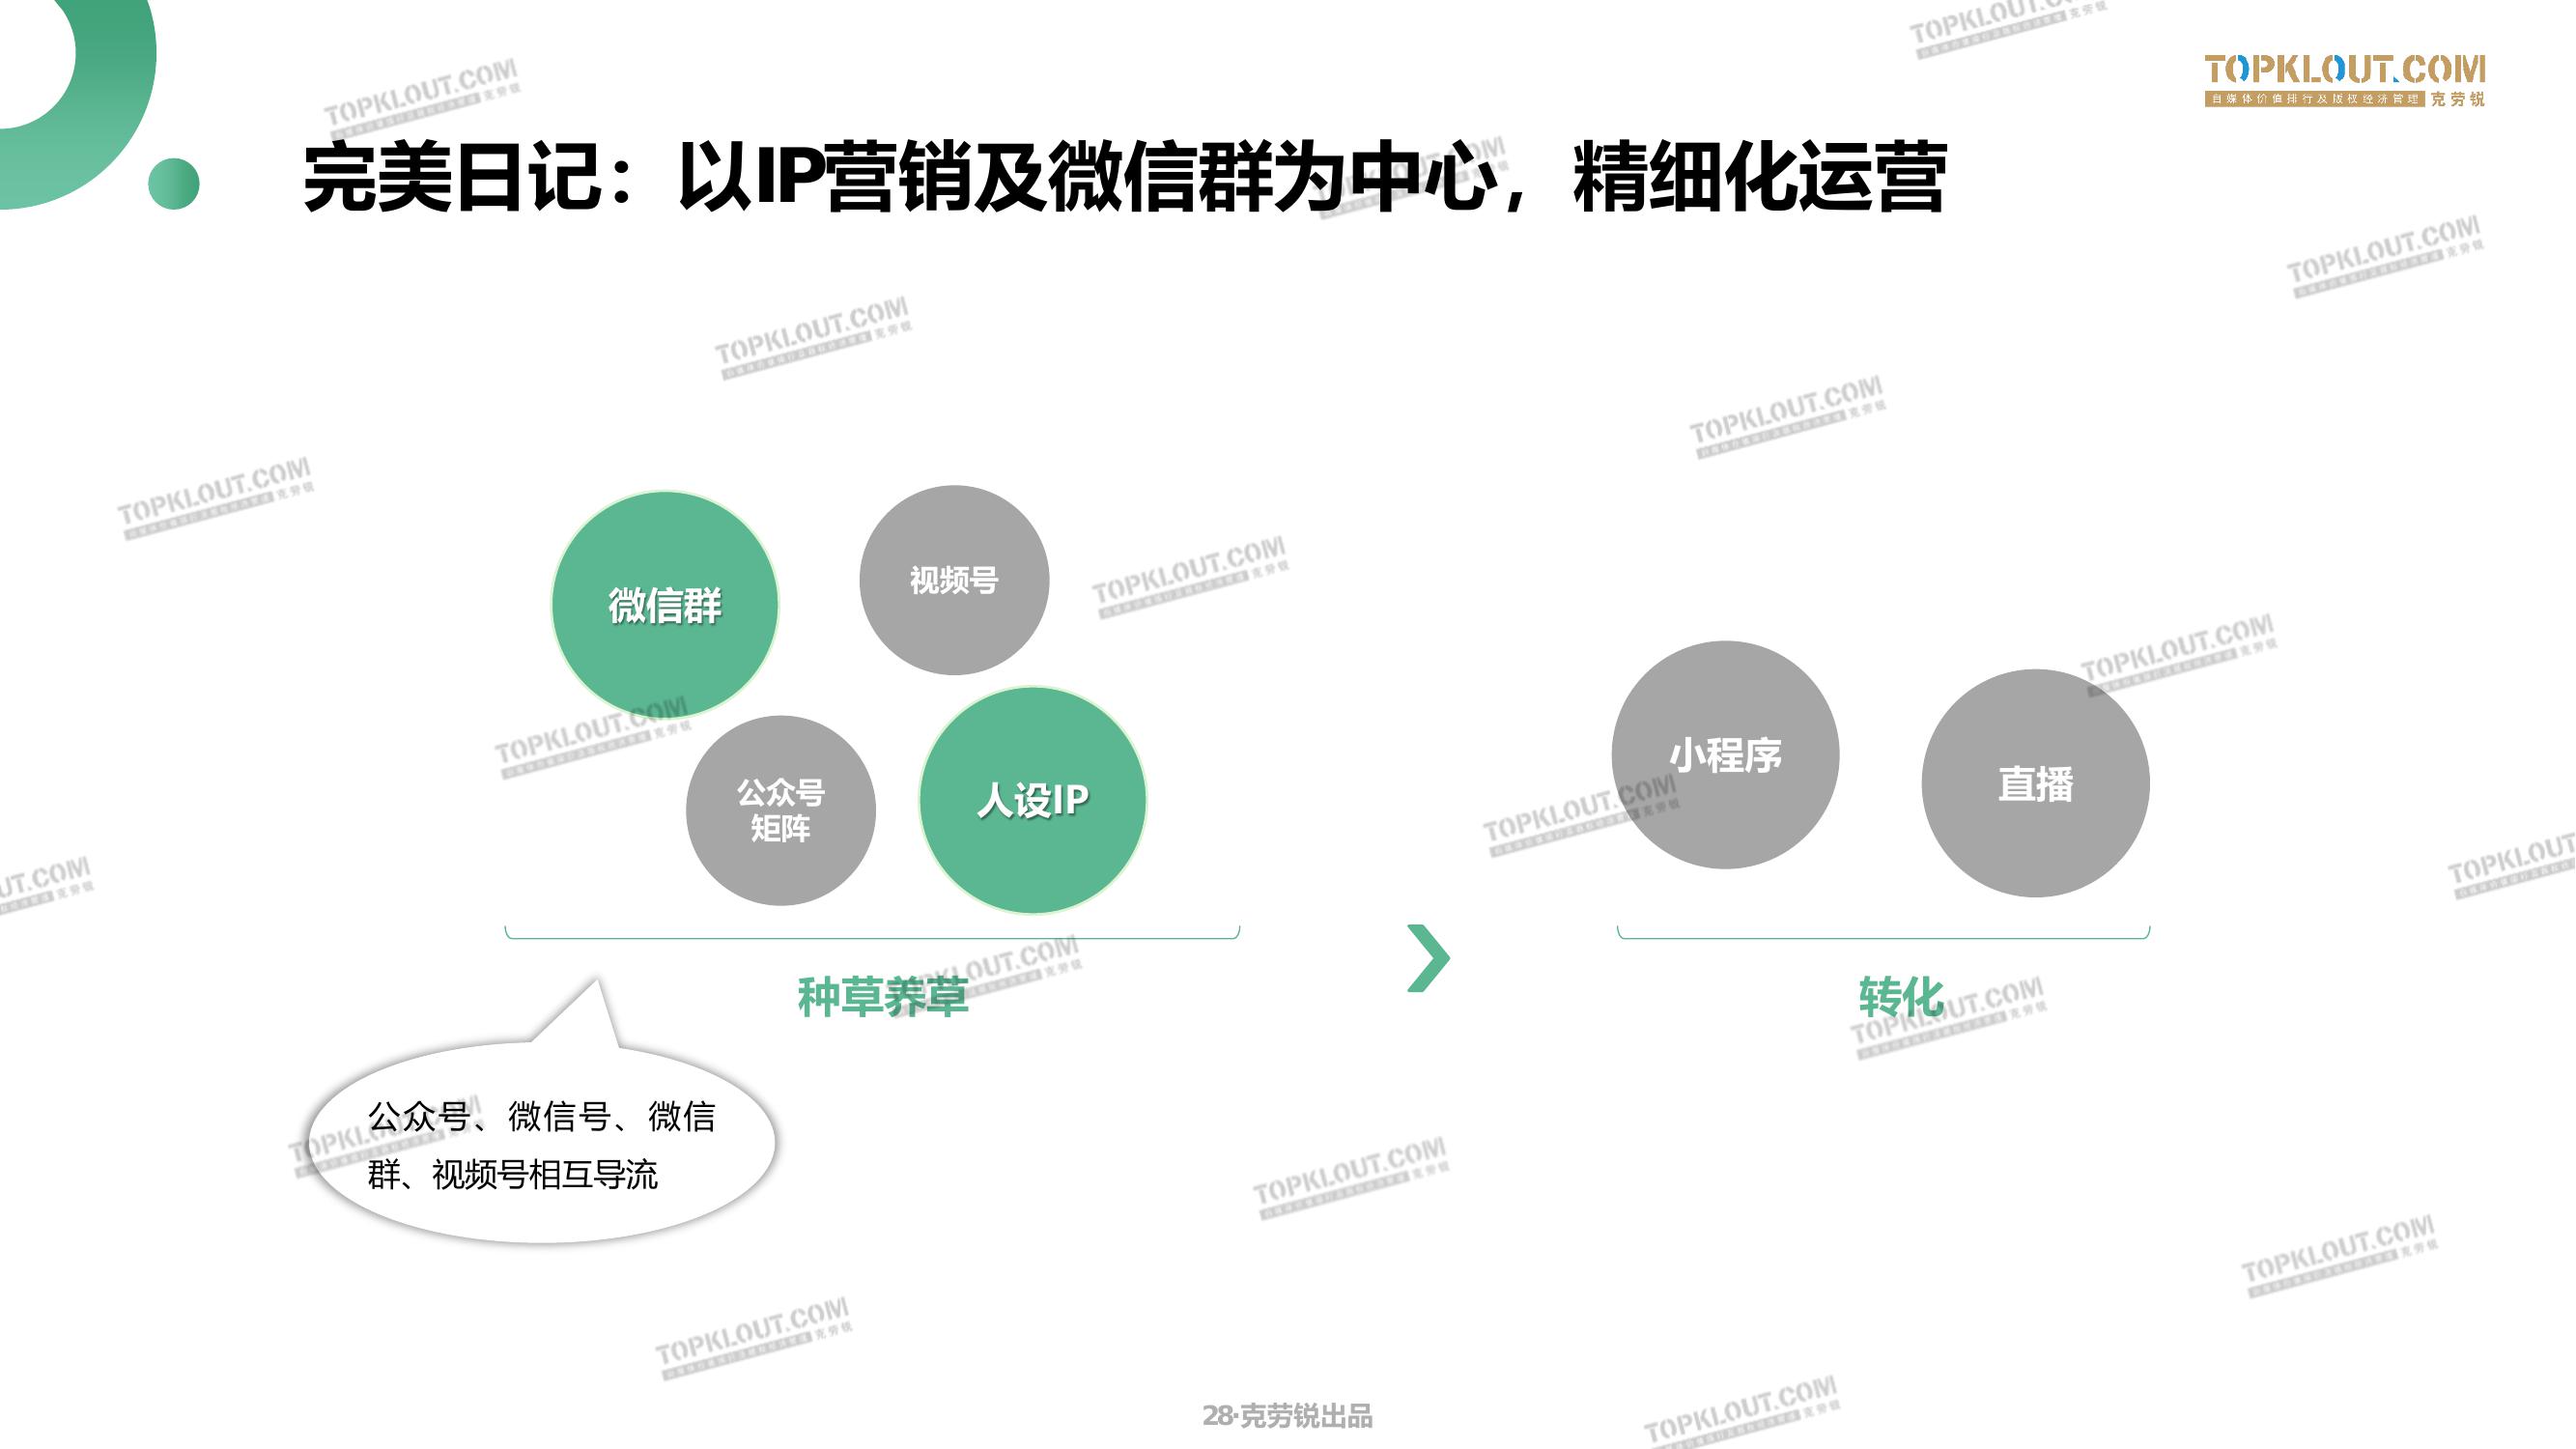 TOPKLOUT.COM
自媒体价值排行及版权经济管理 克劳锐
完美日记：以IP营销及微信群为中心，精细化运营
微信群
视频号
公众号
矩阵
人设IP
小程序
直播
种草养草
转化
公众号、微信号、微信
群、视频号相互导流
28·克劳锐出品